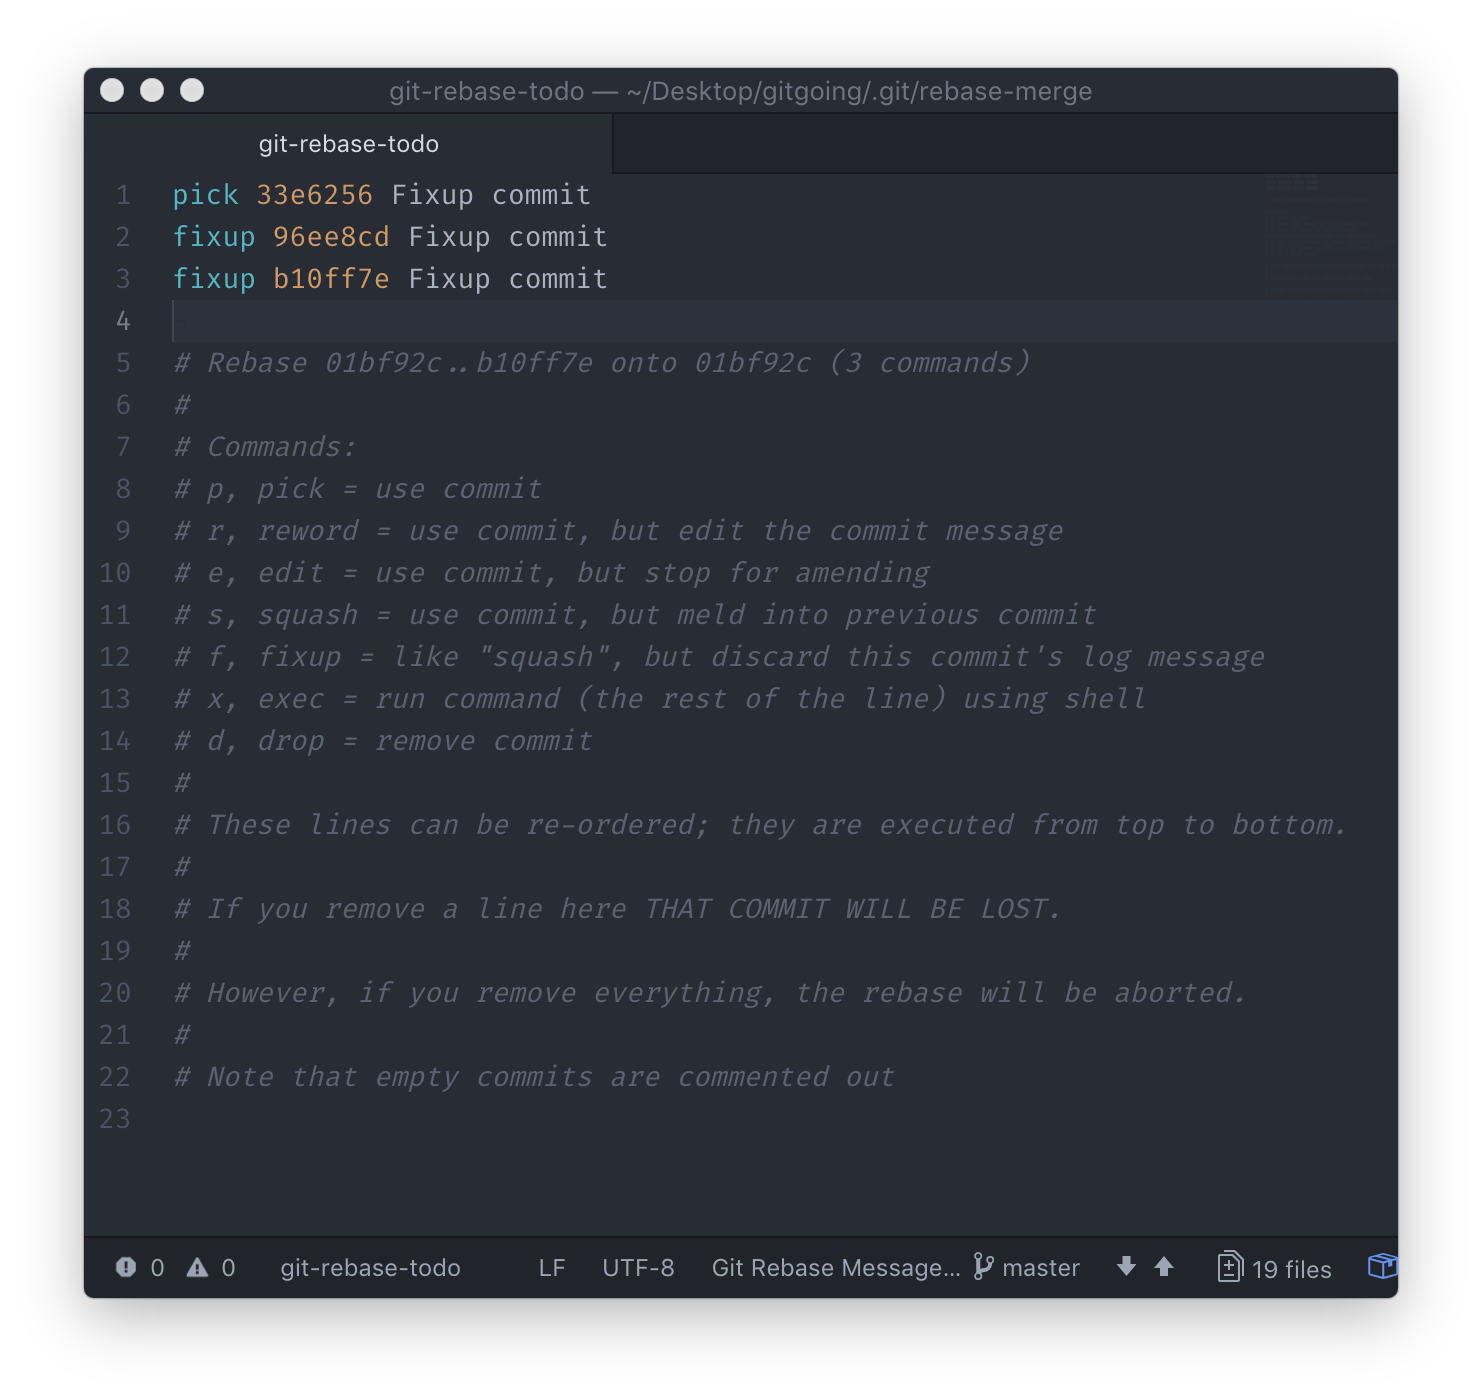 git-rebase-todo — ~/Desktop/gitgoing/.git/rebase-merge
git-rebase-todo
1 pick 33e6256 Fixup commit
2 fixup 96ee8cd Fixup commit
3 fixup b10ff7e Fixup commit
4
5 # Rebase 01bf92c..b10ff7e onto 01bf92c (3 commands)
6 #
7 # Commands:
8 # p, pick = use commit
9 # r, reword = use commit, but edit the commit message
10 # e, edit = use commit, but stop for amending
11 # s, squash = use commit, but meld into previous commit
12 # f, fixup = like "squash", but discard this commit's log message
13 # x, exec = run command (the rest of the line) using shell
14 # d, drop = remove commit
15 #
16 # These lines can be re-ordered; they are executed from top to bottom.
17 #
18 # If you remove a line here THAT COMMIT WILL BE LOST.
19 #
20 # However, if you remove everything, the rebase will be aborted.
21 #
22 # Note that empty commits are commented out
23
0 0 git-rebase-todo LF UTF-8 Git Rebase Message... master 19 files